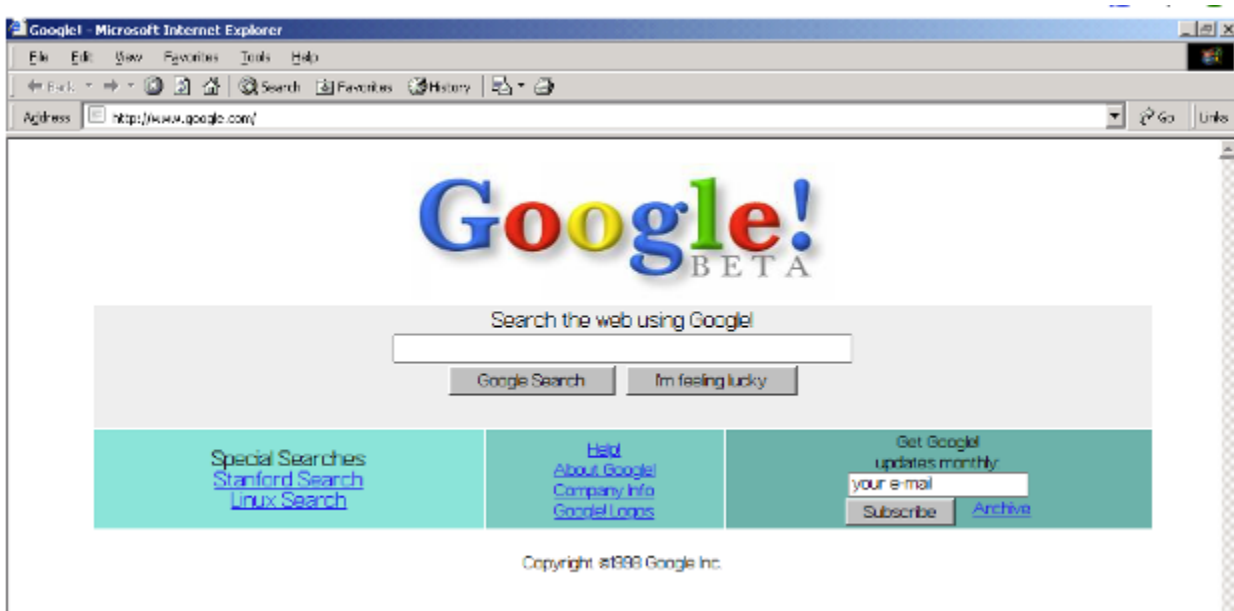 Google! - Microsoft Internet Explorer
File Edit View Favorites Tools Help
Back Search Favorites History
Address http://www.google.com/ Go Links
Google!
BETA
Search the web using Google!
Google Search I'm feeling lucky
Special Searches
Stanford Search
Linux Search
Help!
About Google!
Company Info
Google! Logos
Get Google!
updates monthly:
your e-mail
Subscribe Archive
Copyright ©1998 Google Inc.